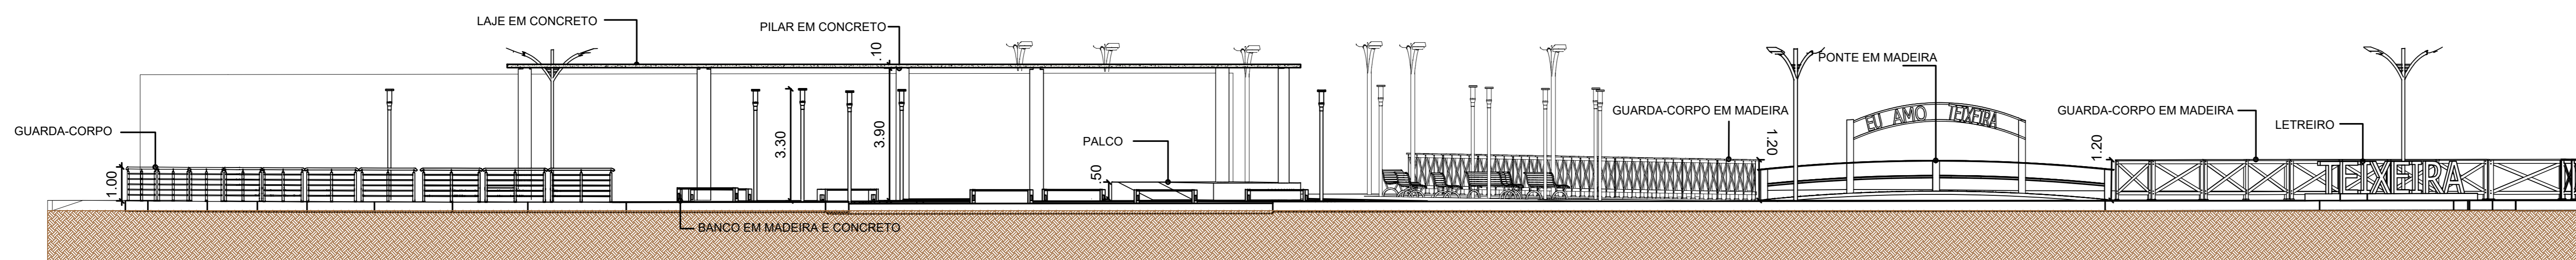 LAJE EM CONCRETO
PILAR EM CONCRETO
.10
PONTE EM MADEIRA
GUARDA-CORPO
3.30
3.90
PALCO
GUARDA-CORPO EM MADEIRA
1.20
EU AMO TEIXEIRA
1.20
GUARDA-CORPO EM MADEIRA
LETREIRO
1.00
.50
TEIXEIRA
BANCO EM MADEIRA E CONCRETO